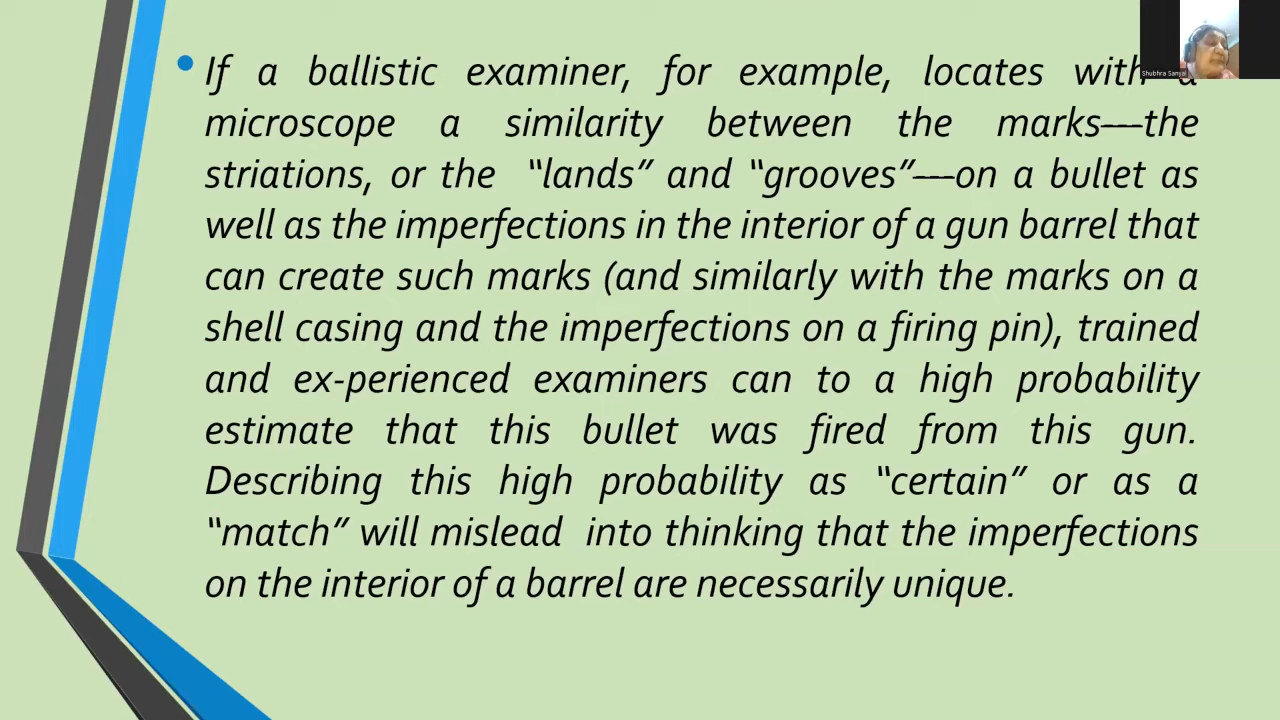 Shubhra Sanyal
• If a ballistic examiner, for example, locates with a
microscope a similarity between the marks—the
striations, or the “lands” and “grooves”—on a bullet as
well as the imperfections in the interior of a gun barrel that
can create such marks (and similarly with the marks on a
shell casing and the imperfections on a firing pin), trained
and ex-perienced examiners can to a high probability
estimate that this bullet was fired from this gun.
Describing this high probability as “certain” or as a
“match” will mislead into thinking that the imperfections
on the interior of a barrel are necessarily unique.